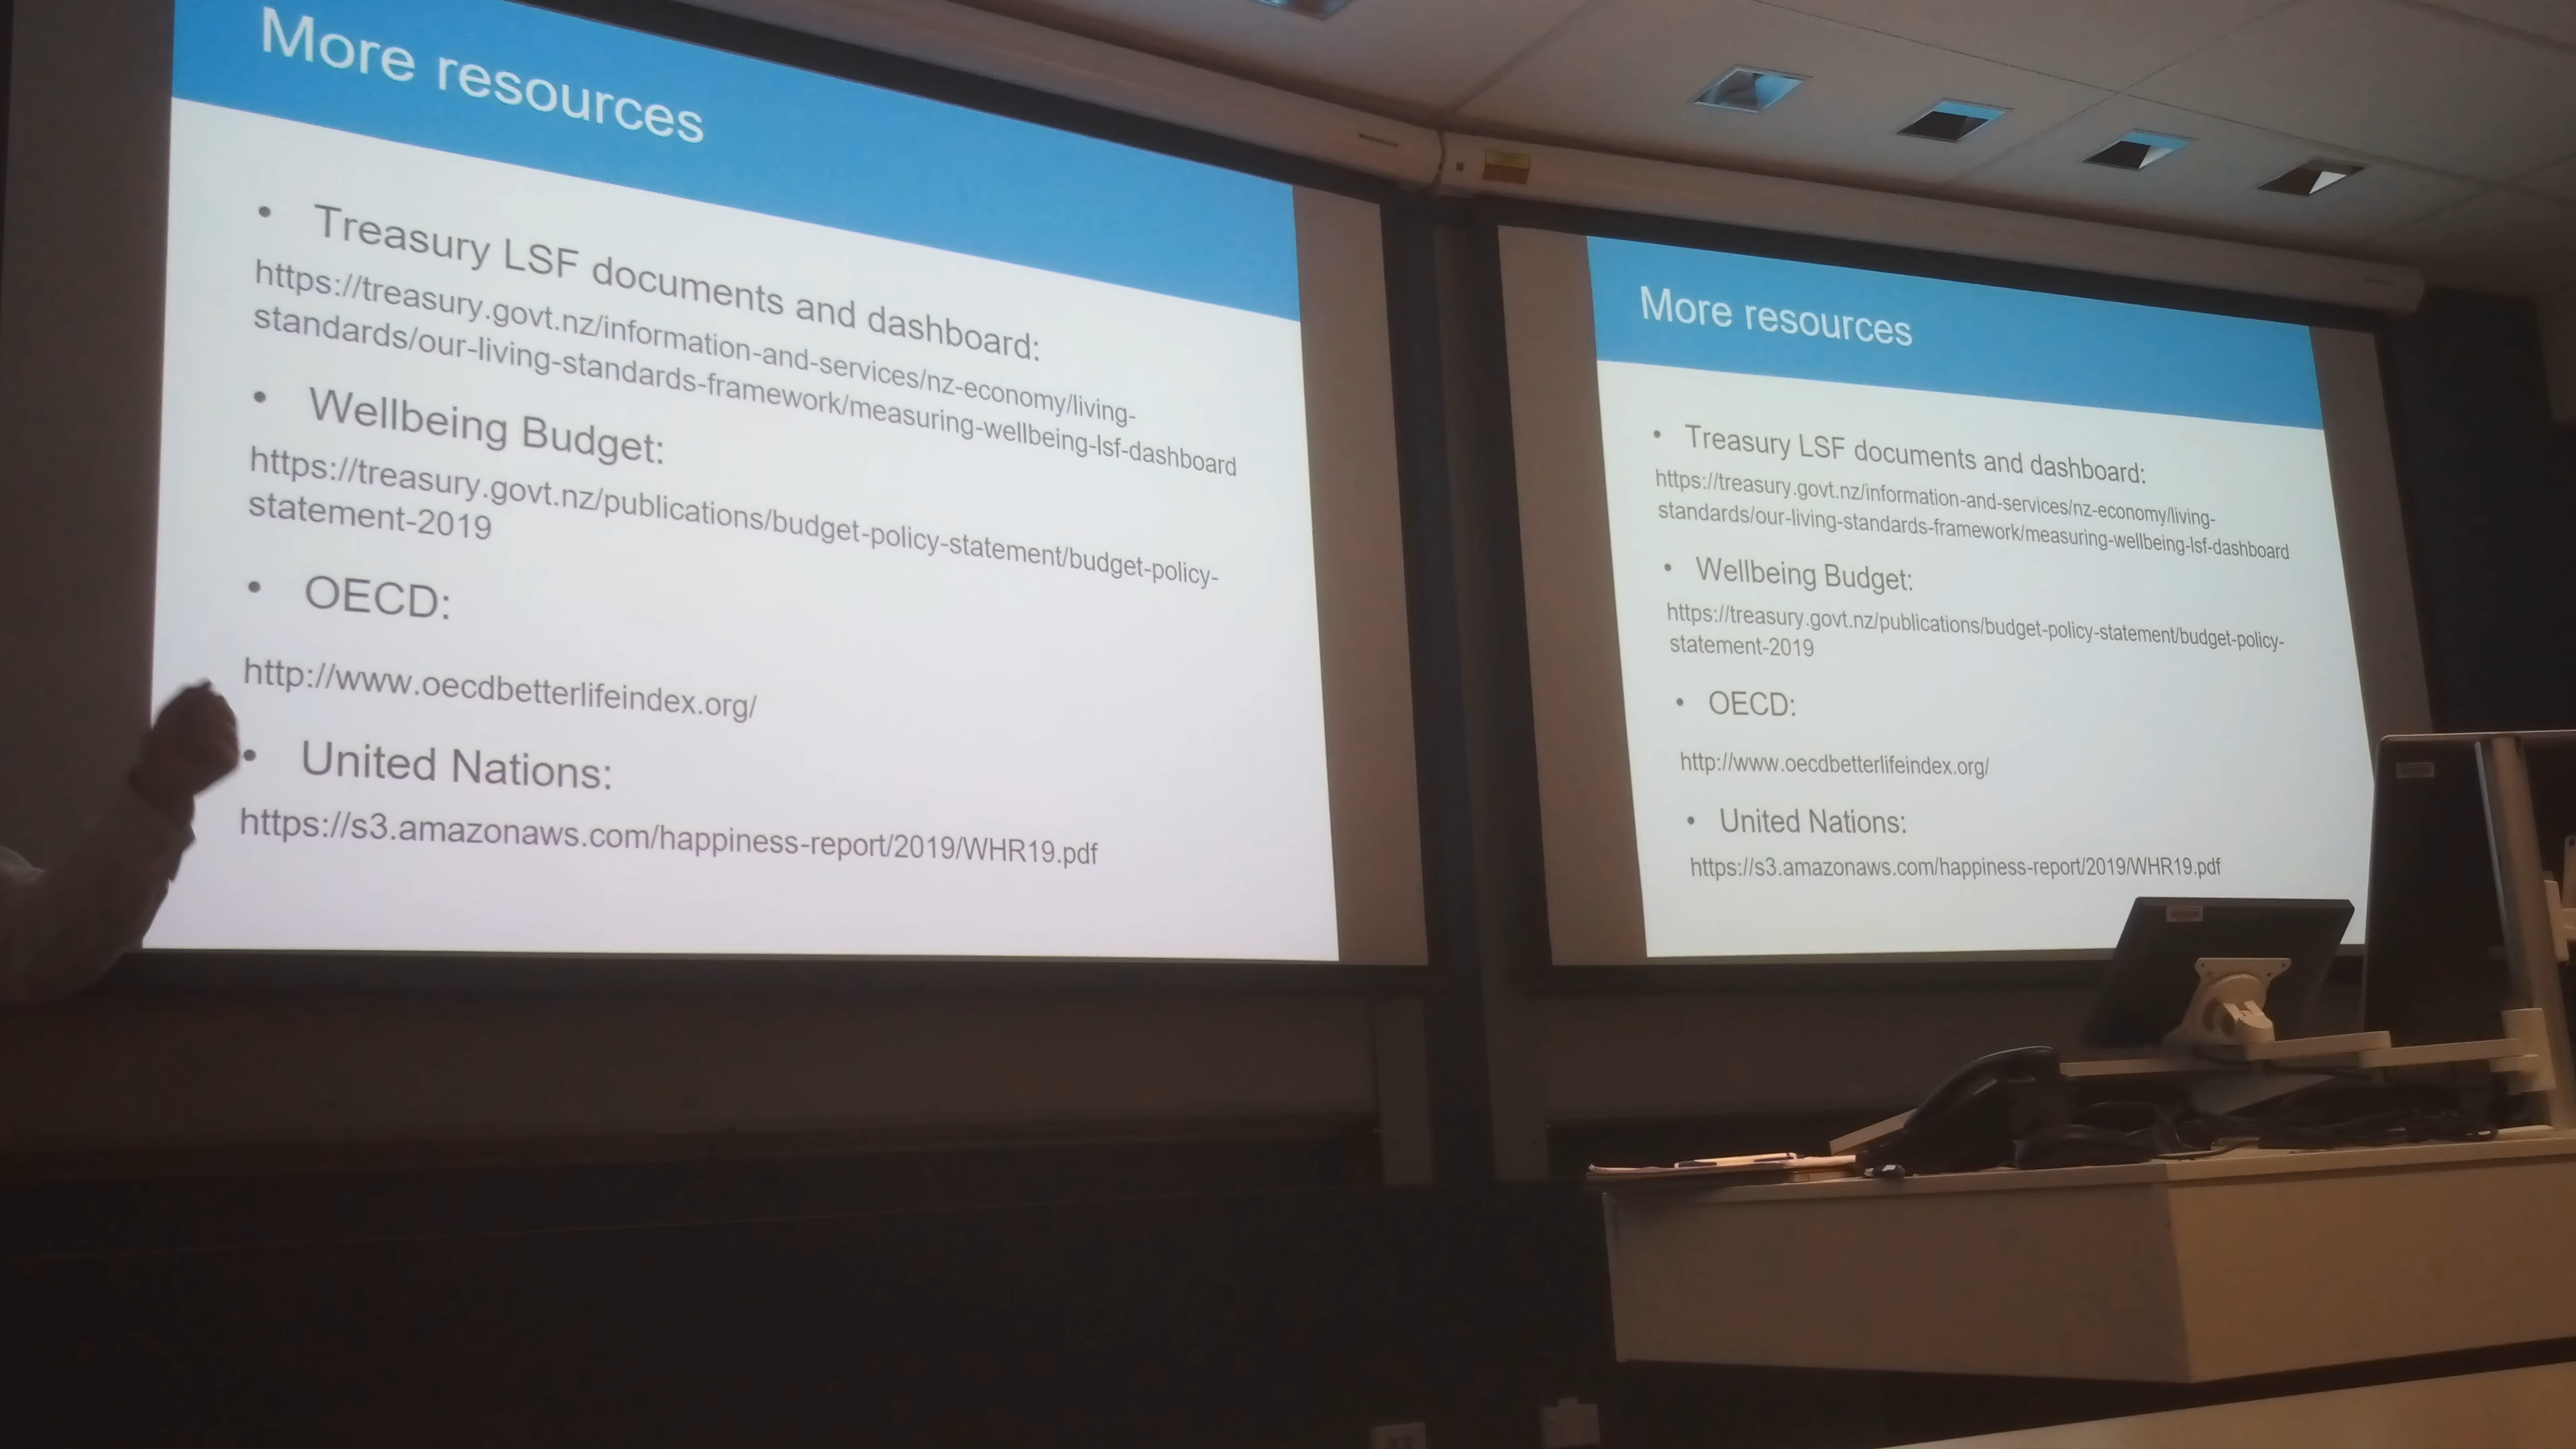 More resources
• Treasury LSF documents and dashboard:
https://treasury.govt.nz/information-and-services/nz-economy/living-
standards/our-living-standards-framework/measuring-wellbeing-lsf-dashboard
• Wellbeing Budget:
https://treasury.govt.nz/publications/budget-policy-statement/budget-policy-
statement-2019
• OECD:
http://www.oecdbetterlifeindex.org/
• United Nations:
https://s3.amazonaws.com/happiness-report/2019/WHR19.pdf
More resources
• Treasury LSF documents and dashboard:
https://treasury.govt.nz/information-and-services/nz-economy/living-
standards/our-living-standards-framework/measuring-wellbeing-lsf-dashboard
• Wellbeing Budget:
https://treasury.govt.nz/publications/budget-policy-statement/budget-policy-
statement-2019
• OECD:
http://www.oecdbetterlifeindex.org/
• United Nations:
https://s3.amazonaws.com/happiness-report/2019/WHR19.pdf